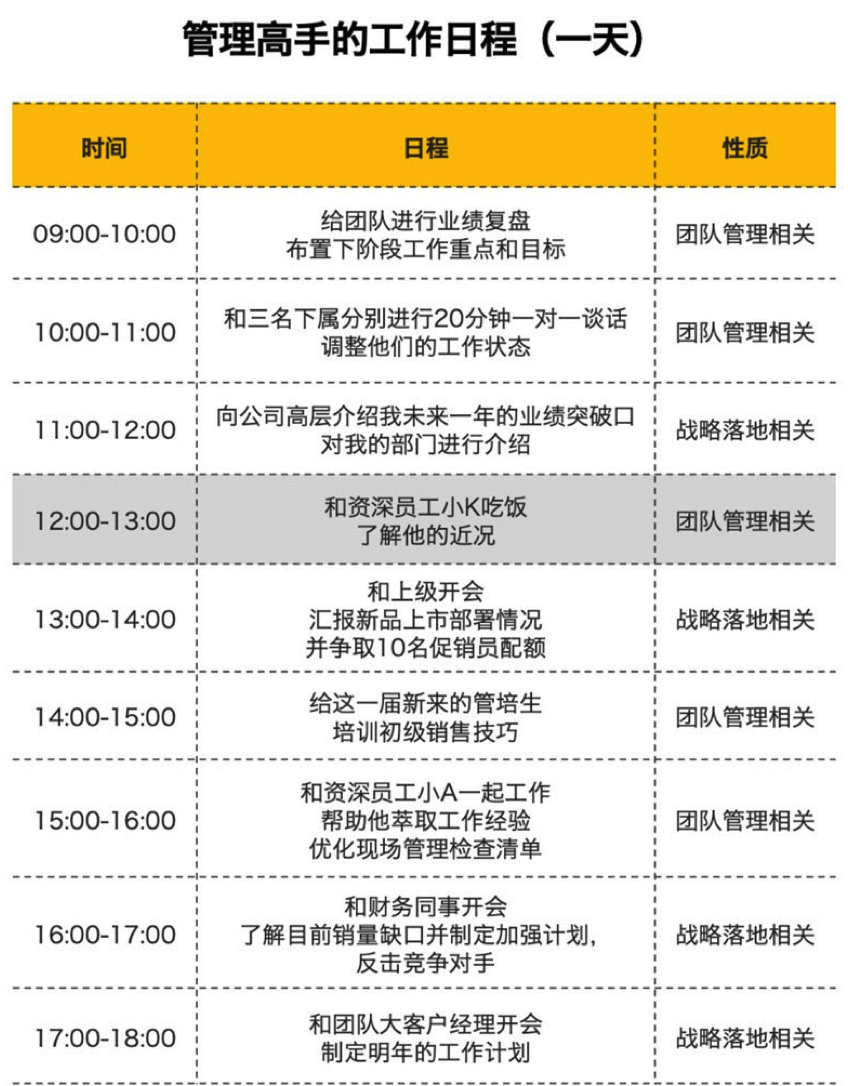 管理高手的工作日程（一天）
时间 日程 性质
09:00-10:00 给团队进行业绩复盘 团队管理相关
布置下阶段工作重点和目标
10:00-11:00 和三名下属分别进行20分钟一对一谈话 团队管理相关
调整他们的工作状态
11:00-12:00 向公司高层介绍我未来一年的业绩突破口 战略落地相关
对我的部门进行介绍
12:00-13:00 和资深员工小K吃饭 团队管理相关
了解他的近况
13:00-14:00 和上级开会 战略落地相关
汇报新品上市部署情况
并争取10名促销员配额
14:00-15:00 给这一届新来的管培生 团队管理相关
培训初级销售技巧
15:00-16:00 和资深员工小A一起工作 团队管理相关
帮助他萃取工作经验
优化现场管理检查清单
16:00-17:00 和财务同事开会 战略落地相关
了解目前销量缺口并制定加强计划，
反击竞争对手
17:00-18:00 和团队大客户经理开会 战略落地相关
制定明年的工作计划